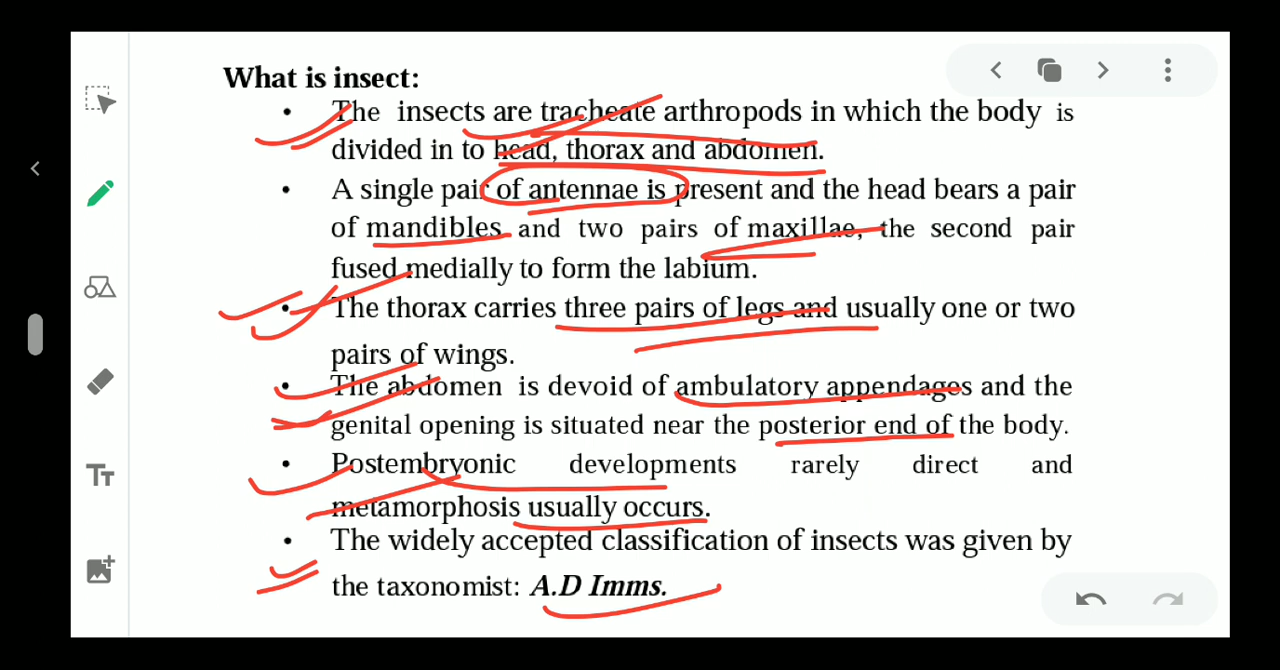 What is insect:
• The insects are tracheate arthropods in which the body is
divided in to head, thorax and abdomen.
• A single pair of antennae is present and the head bears a pair
of mandibles and two pairs of maxillae, the second pair
fused medially to form the labium.
• The thorax carries three pairs of legs and usually one or two
pairs of wings.
• The abdomen is devoid of ambulatory appendages and the
genital opening is situated near the posterior end of the body.
• Postembryonic developments rarely direct and
metamorphosis usually occurs.
• The widely accepted classification of insects was given by
the taxonomist: A.D Imms.
Tт